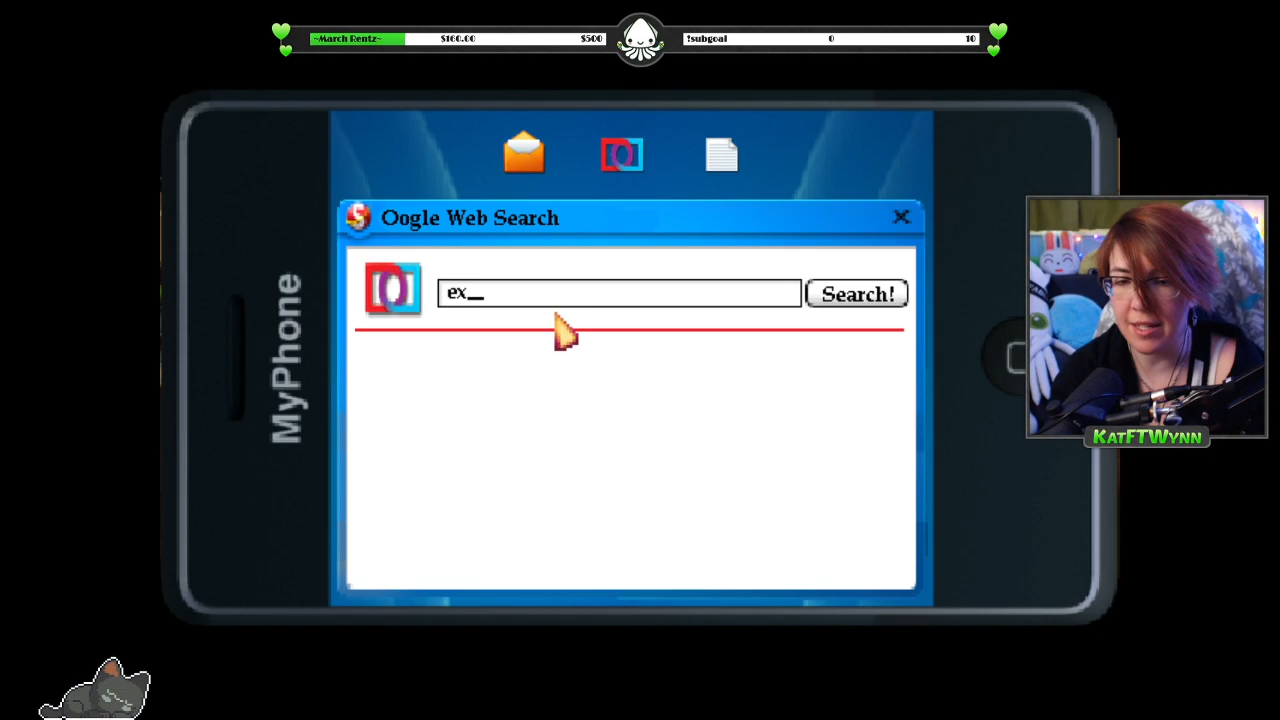 ~March Rentz~ $160.00 $500
!subgoal 0 10
Oogle Web Search
ex_
Search!
MyPhone
KatFTWynn